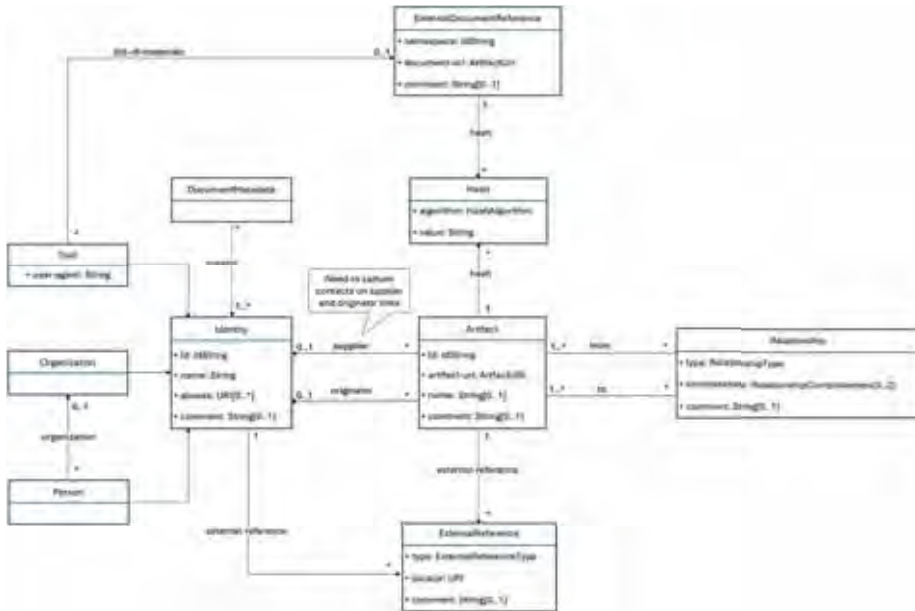 ExternalDocumentReference
• namespace: IdString
• document-uri: ArtifactUri
• comment: String[0..1]
bill-of-materials
0..1
1
hash
*
DocumentMetadata
Hash
• algorithm: HashAlgorithm
• value: String
*
*
creator
1..*
*
Tool
• user-agent: String
hash
1
Need to capture
contacts on supplier
and originator links
Identity
• Id: IdString
• name: String
• comment: String[0..1]
0..1
supplier
*
0..1
originator
*
Artifact
• Id: IdString
• artifact-uri: ArtifactURI
• name: String[0..1]
• comment: String[0..1]
1..*
from
*
1..*
to
*
Relationship
• type: RelationshipType
• comment: String[0..1]
Organization
0..1
organization
*
Person
1
external-reference
*
1
external-reference
*
ExternalReference
• type: ExternalReferenceType
• locator: URI
• comment: String[0..1]